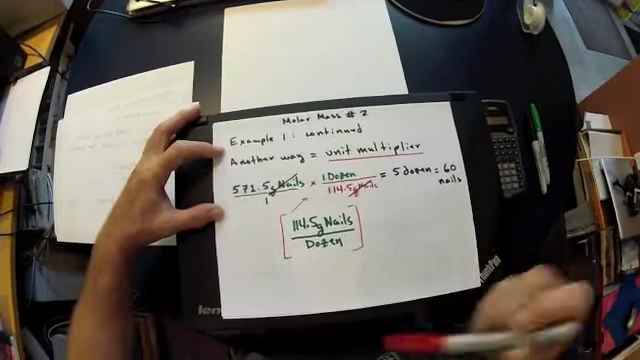 Molar Mass # 2
Example 1: continued
Another way = unit multiplier
571.5g Nails / 1 × 1 Dozen / 114.5g Nails = 5 dozen = 60 nails
[114.5g Nails / Dozen]
ThinkPad